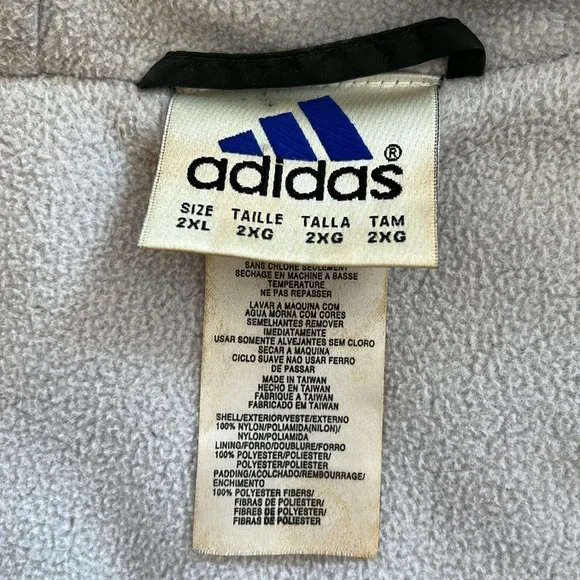 adidas®
SIZE TAILLE TALLA TAM
2XL 2XG 2XG 2XG
SANS CHLORE SEULEMENT
SECHAGE EN MACHINE A BASSE
TEMPERATURE
NE PAS REPASSER
LAVAR A MAQUINA COM
AGUA MORNA COM CORES
SEMELHANTES REMOVER
IMEDIATAMENTE
USAR SOMENTE ALVEJANTES SEM CLORO
SECAR A MAQUINA
CICLO SUAVE NAO USAR FERRO
DE PASSAR
MADE IN TAIWAN
HECHO EN TAIWAN
FABRIQUE A TAIWAN
FABRICADO EM TAIWAN
SHELL/EXTERIOR/VESTE/EXTERNO
100% NYLON/POLIAMIDA(NILON)/
NYLON/POLIAMIDA
LINING/FORRO/DOUBLURE/FORRO
100% POLYESTER/POLIESTER/
POLYESTER/POLIESTER
PADDING/ACOLCHADO/REMBOURRAGE/
ENCHIMENTO
100% POLYESTER FIBERS/
FIBRAS DE POLIESTER/
FIBRES DE POLYESTER/
FIBRAS DE POLIESTER